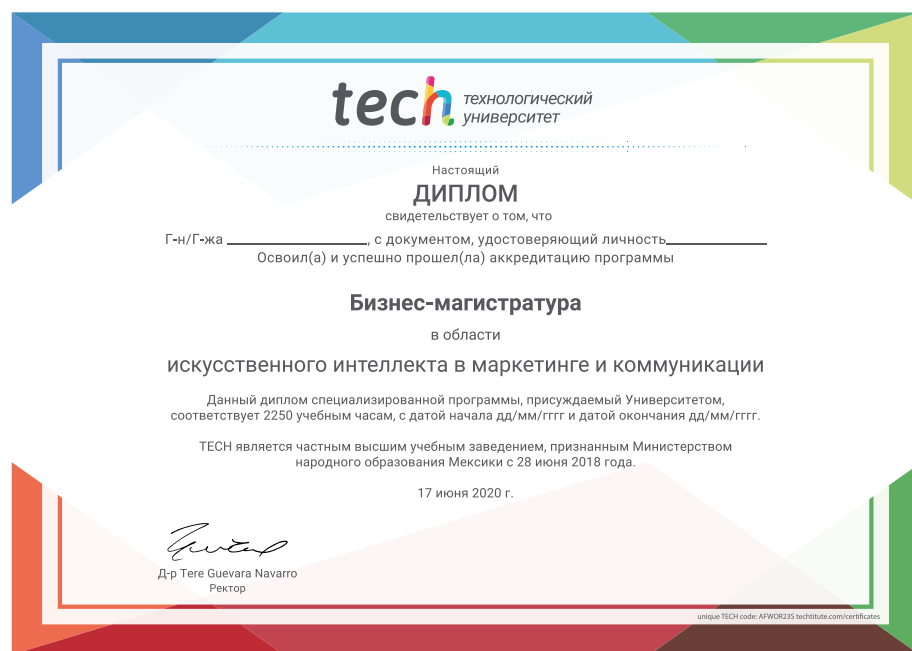 tech технологический
университет
Настоящий
ДИПЛОМ
свидетельствует о том, что
Г-н/Г-жа ____________, с документом, удостоверяющий личность____________
Освоил(а) и успешно прошел(ла) аккредитацию программы
Бизнес-магистратура
в области
искусственного интеллекта в маркетинге и коммуникации
Данный диплом специализированной программы, присуждаемый Университетом,
соответствует 2250 учебным часам, с датой начала дд/мм/гггг и датой окончания дд/мм/гггг.
TECH является частным высшим учебным заведением, признанным Министерством
народного образования Мексики с 28 июня 2018 года.
17 июня 2020 г.
Д-р Tere Guevara Navarro
Ректор
unique TECH code: AFWOR23S techtitute.com/certificates